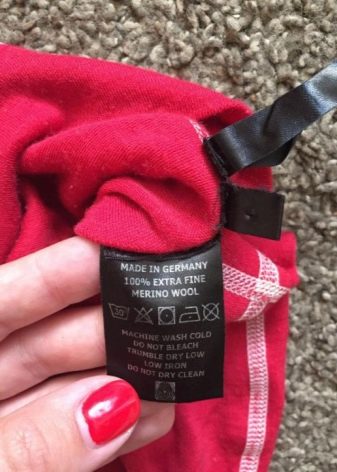 MADE IN GERMANY
100% EXTRA FINE
MERINO WOOL
30
MACHINE WASH COLD
DO NOT BLEACH
TRUMBLE DRY LOW
LOW IRON
DO NOT DRY CLEAN